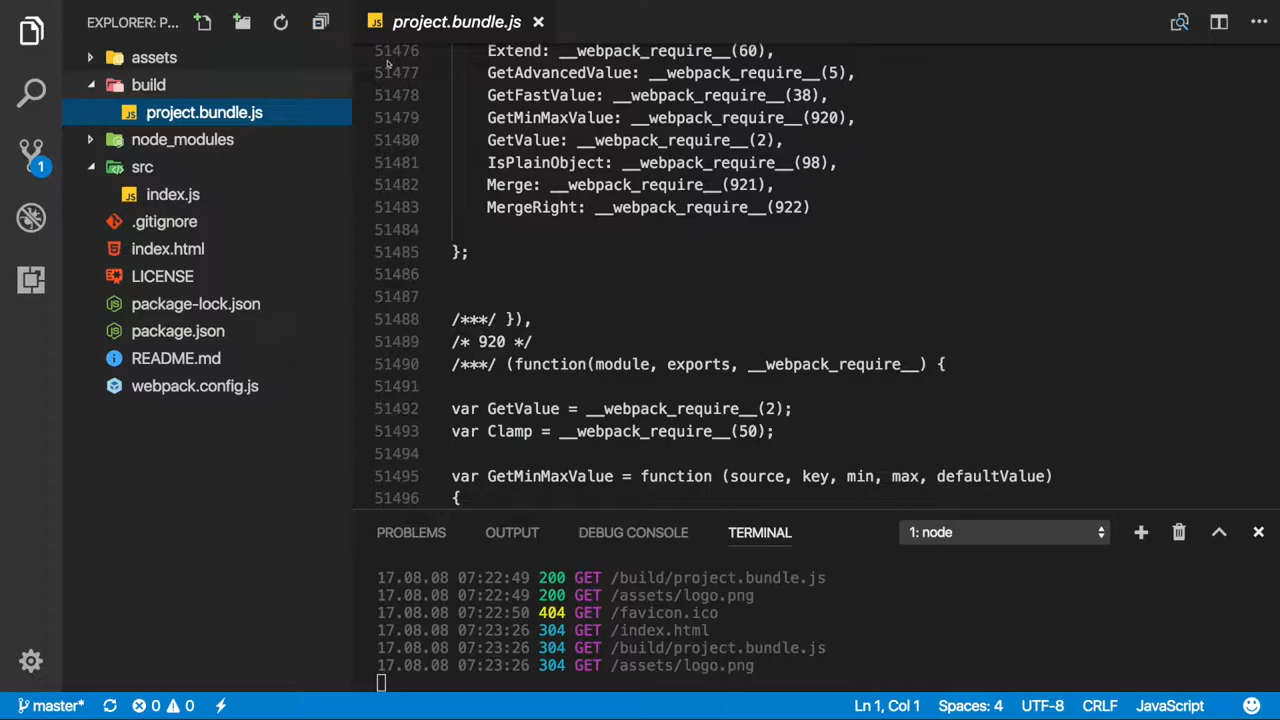 EXPLORER: P...
project.bundle.js
assets
build
project.bundle.js
node_modules
src
index.js
.gitignore
index.html
LICENSE
package-lock.json
package.json
README.md
webpack.config.js
1
51476 Extend: __webpack_require__(60),
51477 GetAdvancedValue: __webpack_require__(5),
51478 GetFastValue: __webpack_require__(38),
51479 GetMinMaxValue: __webpack_require__(920),
51480 GetValue: __webpack_require__(2),
51481 IsPlainObject: __webpack_require__(98),
51482 Merge: __webpack_require__(921),
51483 MergeRight: __webpack_require__(922)
51484
51485 };
51486
51487
51488 /***/ }),
51489 /* 920 */
51490 /***/ (function(module, exports, __webpack_require__) {
51491
51492 var GetValue = __webpack_require__(2);
51493 var Clamp = __webpack_require__(50);
51494
51495 var GetMinMaxValue = function (source, key, min, max, defaultValue)
51496 {
PROBLEMS OUTPUT DEBUG CONSOLE TERMINAL 1: node
17.08.08 07:22:49 200 GET /build/project.bundle.js
17.08.08 07:22:49 200 GET /assets/logo.png
17.08.08 07:22:50 404 GET /favicon.ico
17.08.08 07:23:26 304 GET /index.html
17.08.08 07:23:26 304 GET /build/project.bundle.js
17.08.08 07:23:26 304 GET /assets/logo.png
master* 0 0 Ln 1, Col 1 Spaces: 4 UTF-8 CRLF JavaScript